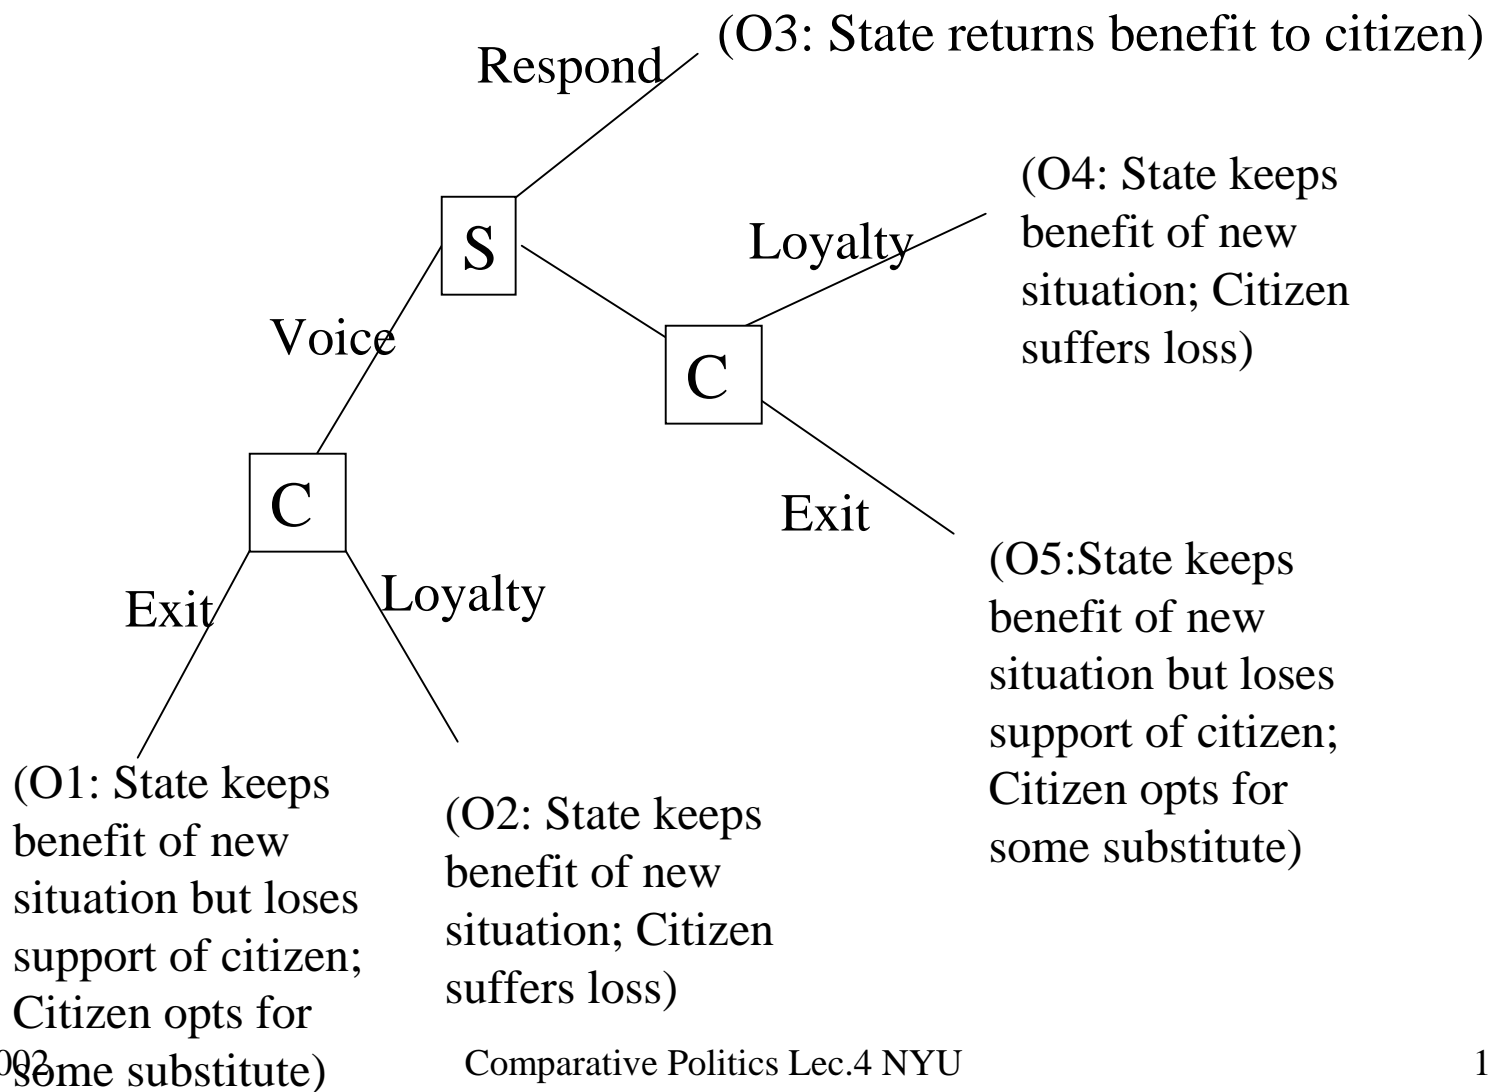 Respond
(O3: State returns benefit to citizen)
S
Loyalty
(O4: State keeps
benefit of new
situation; Citizen
suffers loss)
Voice
C
C
Exit
(O5:State keeps
benefit of new
situation but loses
support of citizen;
Citizen opts for
some substitute)
Exit
Loyalty
(O1: State keeps
benefit of new
situation but loses
support of citizen;
Citizen opts for
some substitute)
(O2: State keeps
benefit of new
situation; Citizen
suffers loss)
002
Comparative Politics Lec.4 NYU
1